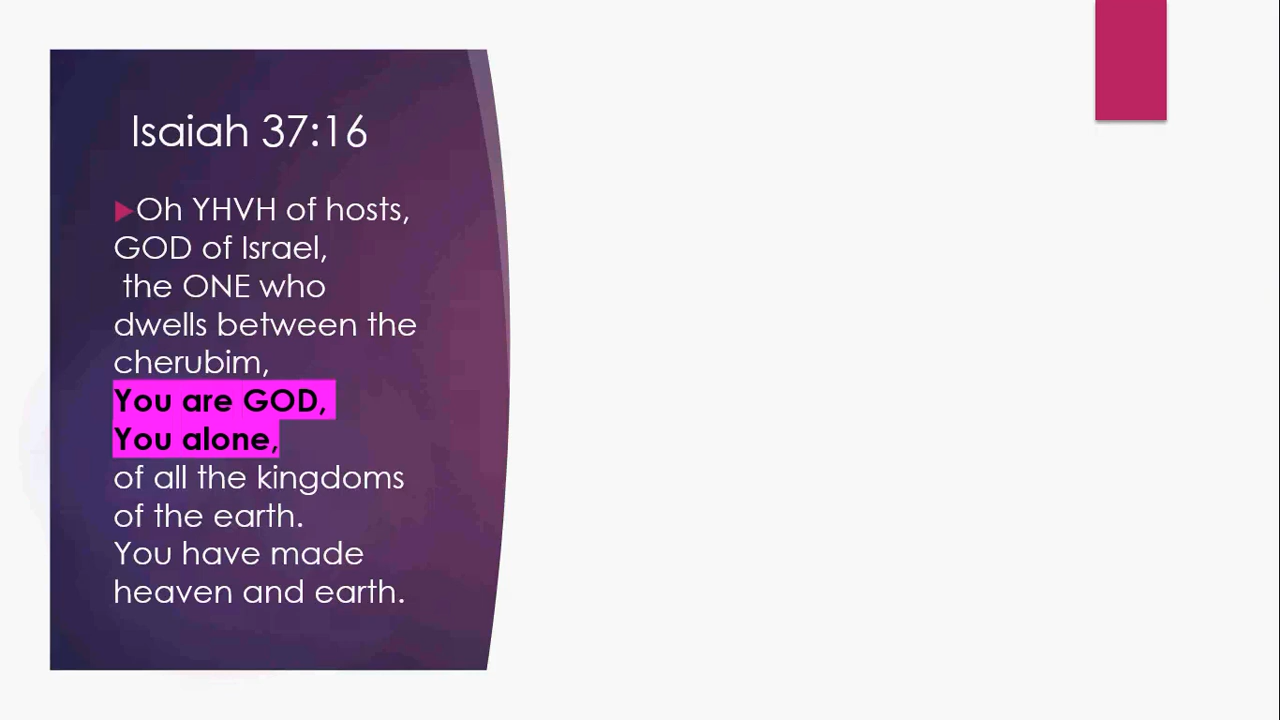 Isaiah 37:16
Oh YHVH of hosts,
GOD of Israel,
the ONE who
dwells between the
cherubim,
You are GOD,
You alone,
of all the kingdoms
of the earth.
You have made
heaven and earth.